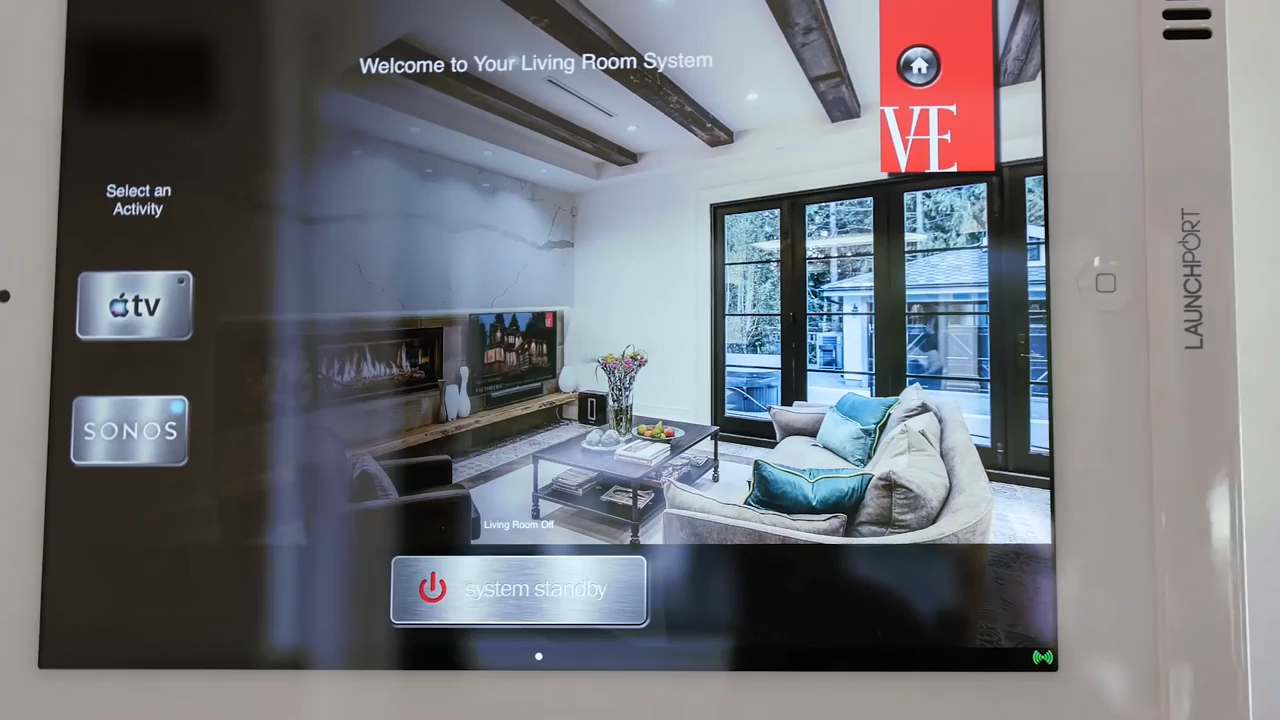 Welcome to Your Living Room System
VE
Select an
Activity
tv
SONOS
Living Room Off
system standby
LAUNCHPORT